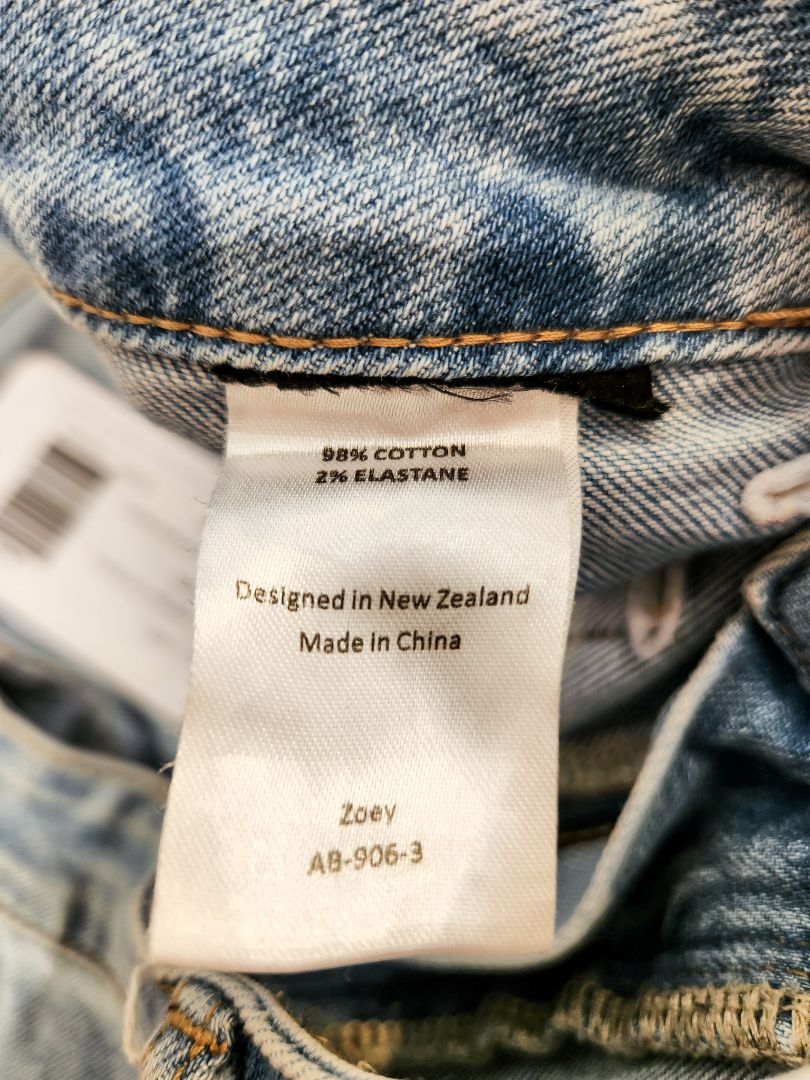 98% COTTON
2% ELASTANE
Designed in New Zealand
Made in China
Zoey
AB-906-3